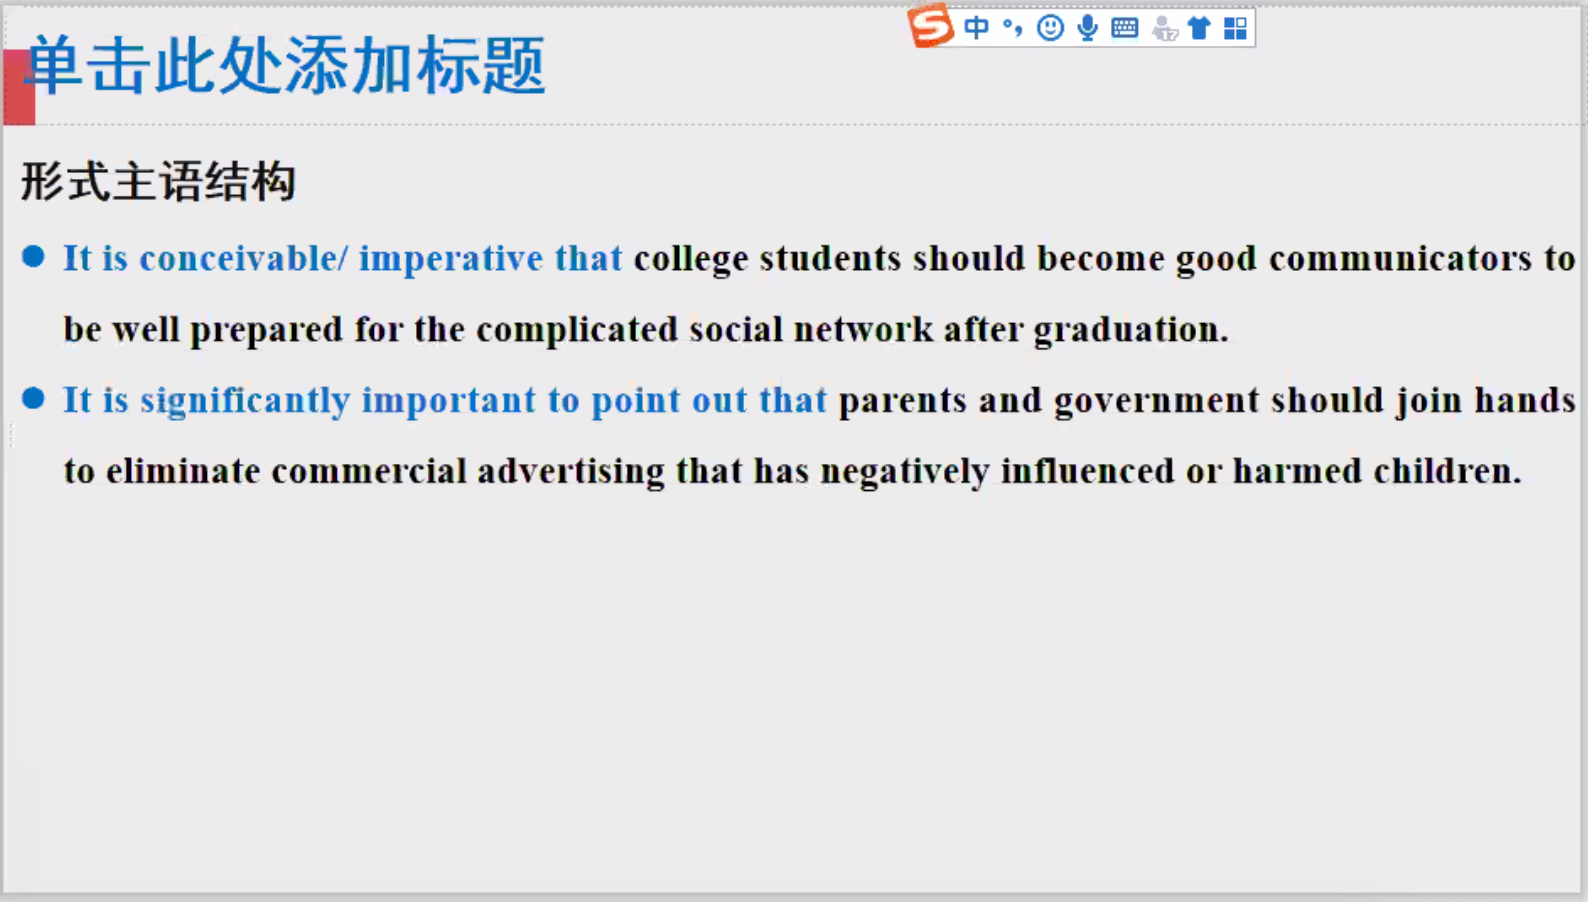 中
单击此处添加标题
形式主语结构
It is conceivable/ imperative that college students should become good communicators to
be well prepared for the complicated social network after graduation.
It is significantly important to point out that parents and government should join hands
to eliminate commercial advertising that has negatively influenced or harmed children.